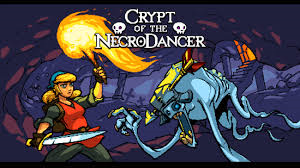 CRYPT
OF THE
NECRODANCER